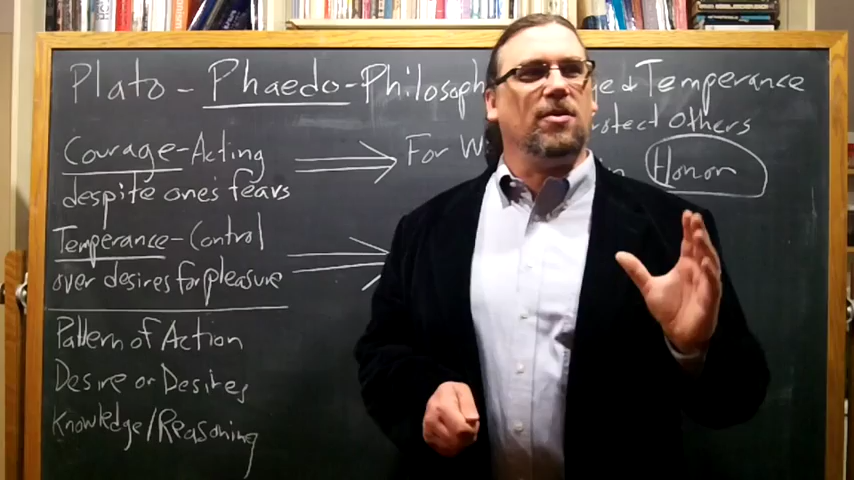 Plato - Phaedo - Philosoph & Temperance
Courage - Acting
despite one's fears
For W
rotect Others
Honor
Temperance - Control
over desires for pleasure
Pattern of Action
Desire or Desires
Knowledge/Reasoning